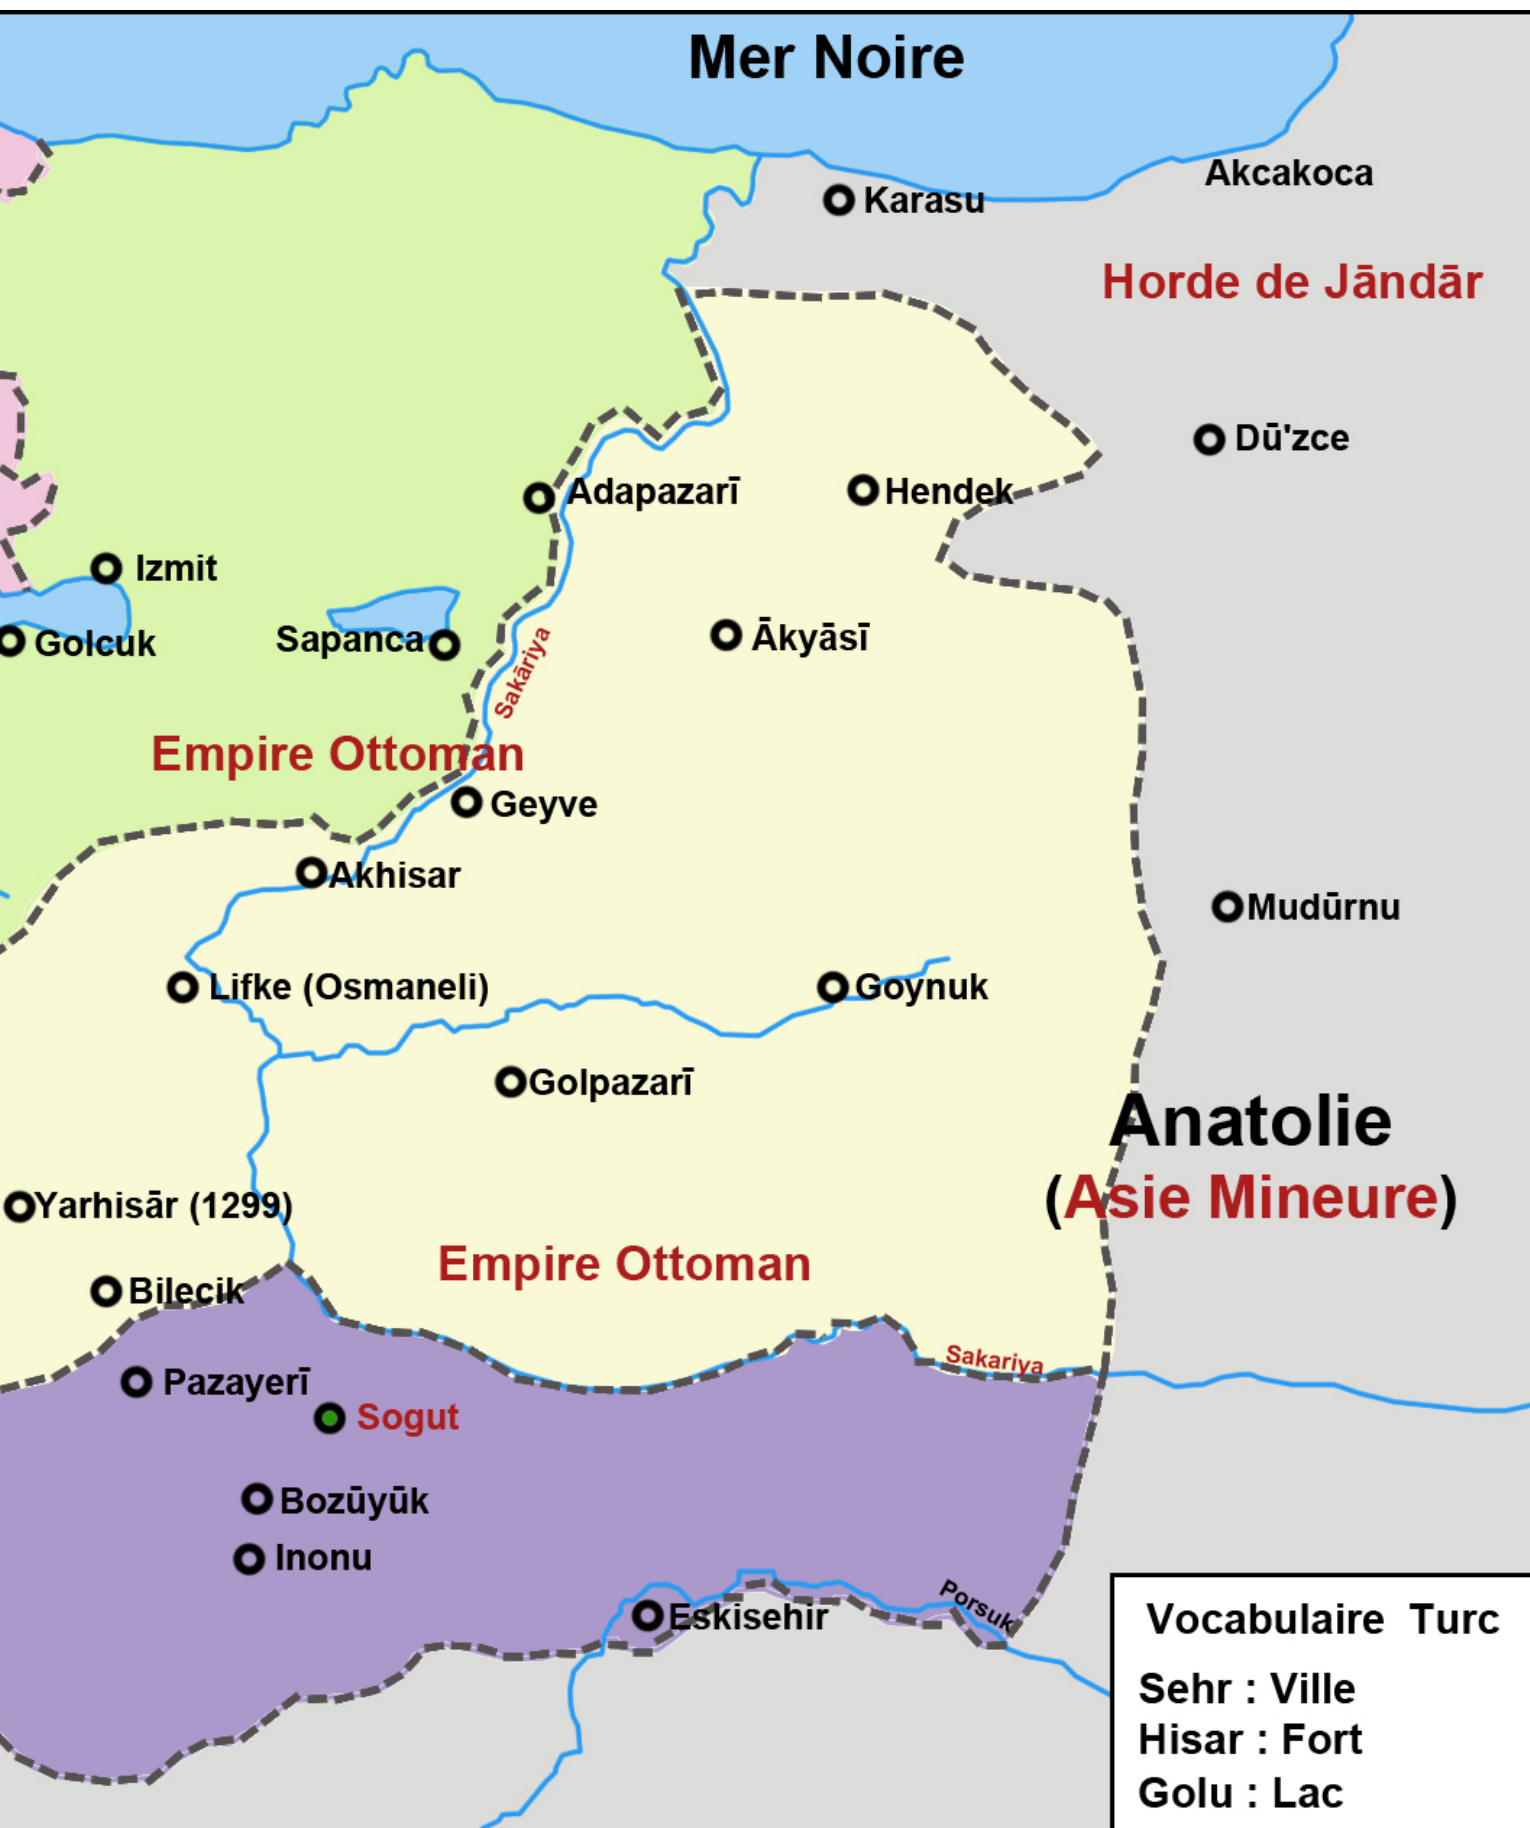 Mer Noire
Akcakoca
Karasu
Horde de Jāndār
Dū'zce
Adapazarī
Hendek
Izmit
Ākyāsī
Golcuk
Sapanca
Sakāriya
Empire Ottoman
Geyve
Akhisar
Mudūrnu
Lifke (Osmaneli)
Goynuk
Golpazarī
Anatolie
(Asie Mineure)
Yarhisār (1299)
Empire Ottoman
Bilecik
Sakariya
Pazayerī
Sogut
Bozūyūk
Inonu
Porsuk
Eskisehir
Vocabulaire Turc
Sehr : Ville
Hisar : Fort
Golu : Lac